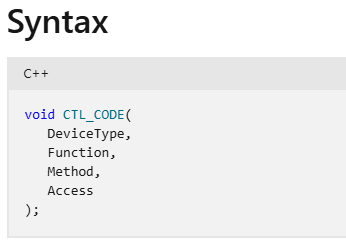 Syntax
C++
void CTL_CODE(
   DeviceType,
   Function,
   Method,
   Access
);